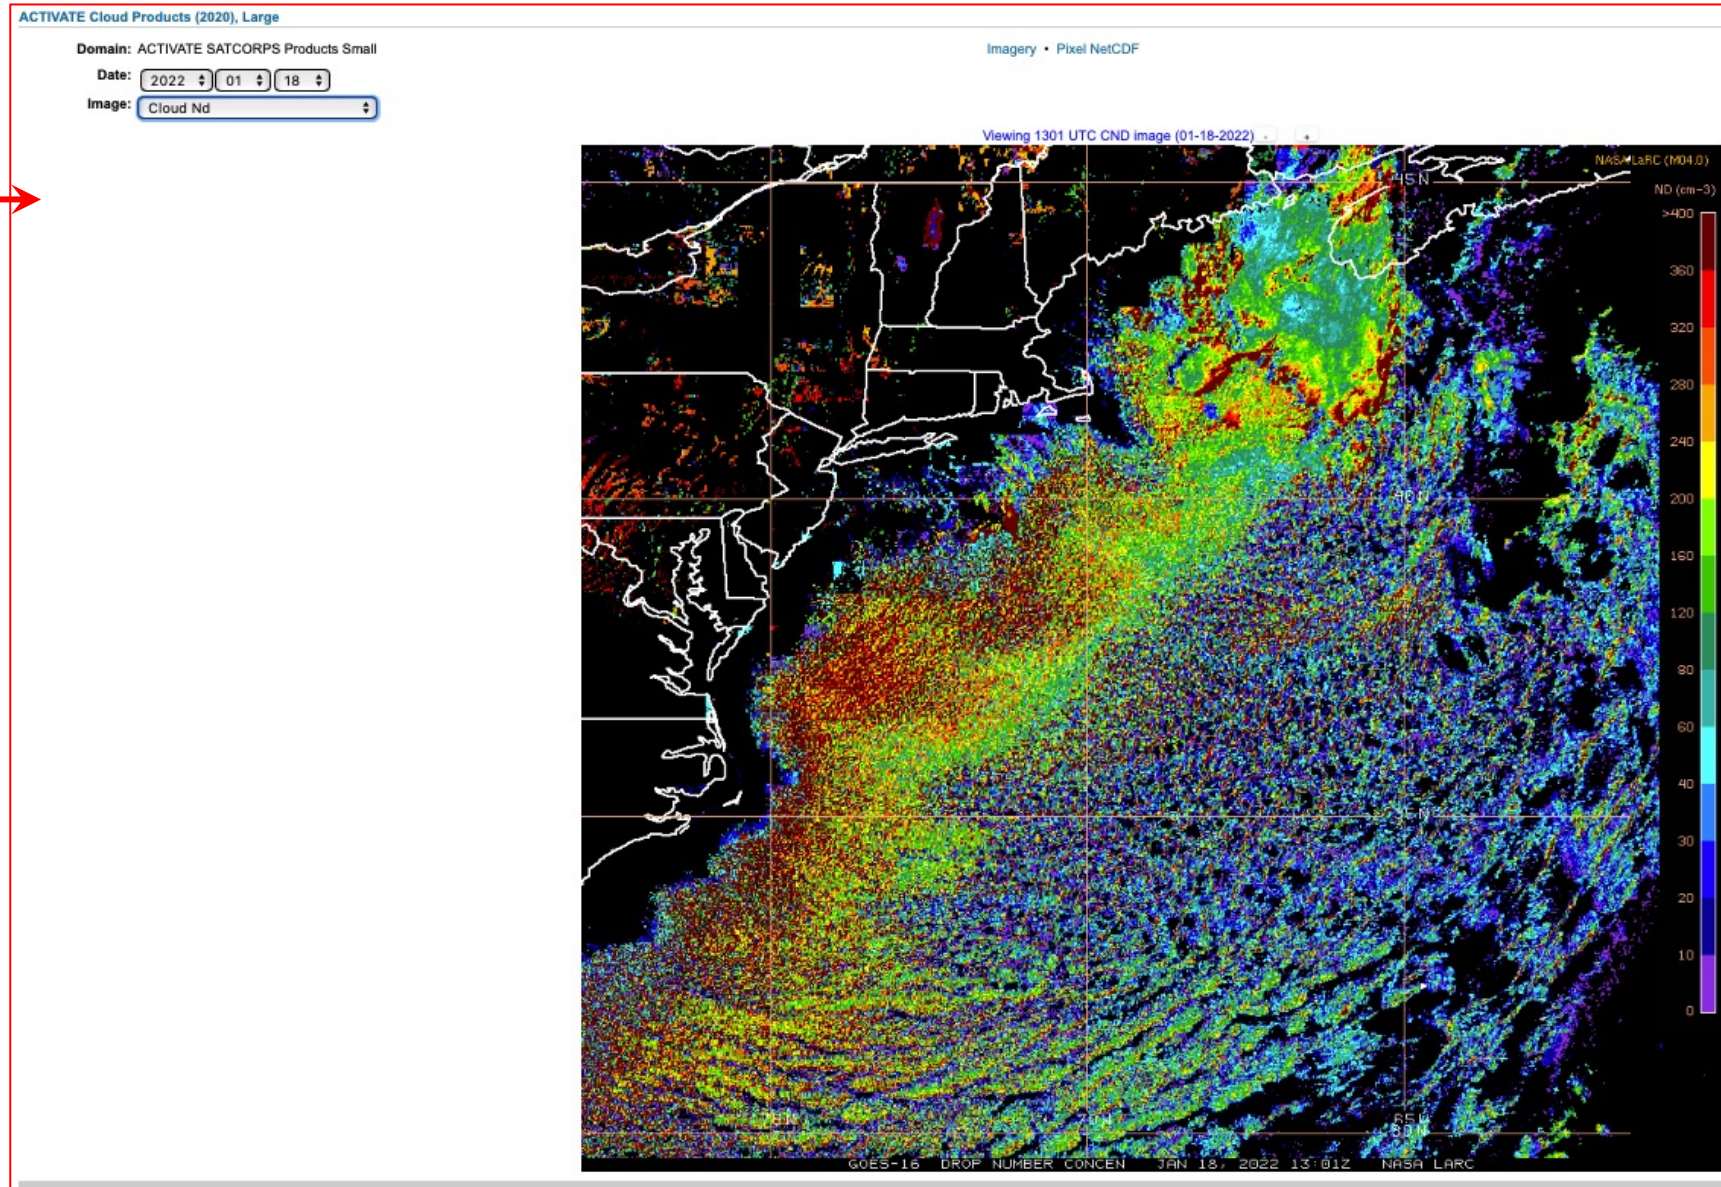 ACTIVATE Cloud Products (2020), Large
Domain: ACTIVATE SATCORPS Products Small
Imagery • Pixel NetCDF
Date: 2022 01 18
Image: Cloud Nd
Viewing 1301 UTC CND image (01-18-2022) - +
NASA LaRC (M04.0)
45N
ND (cm-3)
>400
360
320
280
240
40N
200
160
120
80
60
40
35N
30
20
10
0
65W
30N
GOES-16 DROP NUMBER CONCEN JAN 18, 2022 13:01Z NASA LARC